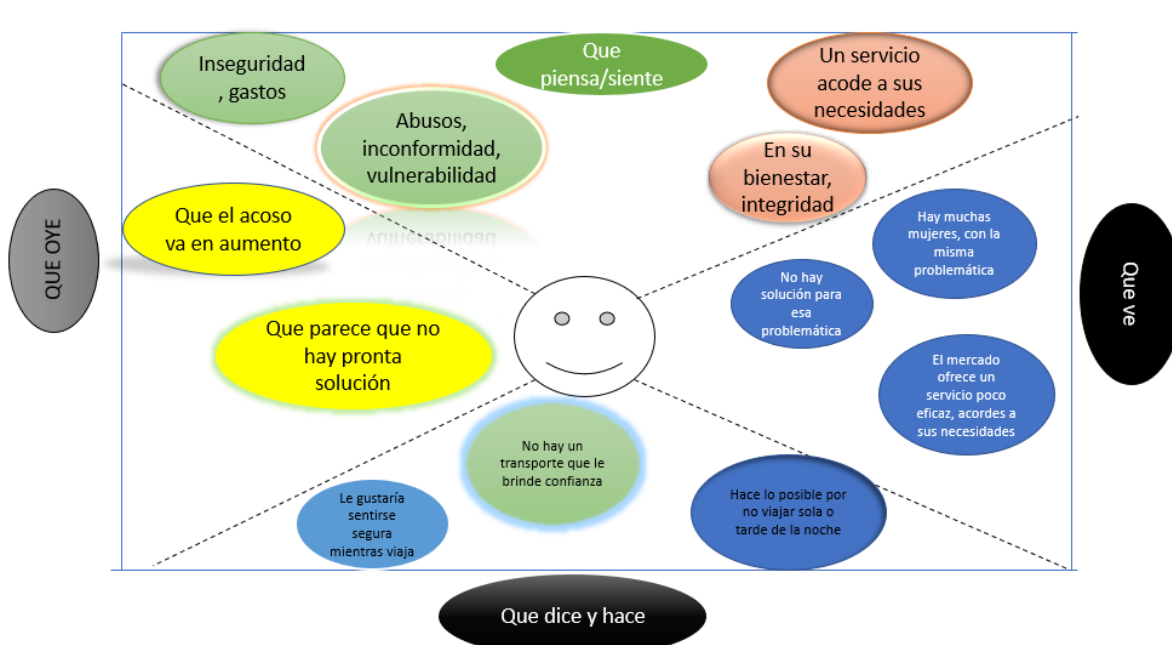 Inseguridad
, gastos
Que
piensa/siente
Un servicio
acode a sus
necesidades
Abusos,
inconformidad,
vulnerabilidad
En su
bienestar,
integridad
QUE OYE
Que el acoso
va en aumento
Que parece que no
hay pronta
solución
Hay muchas
mujeres, con la
misma
problemática
No hay
solución para
esa
problemática
El mercado
ofrece un
servicio poco
eficaz, acordes a
sus necesidades
Que ve
No hay un
transporte que le
brinde confianza
Le gustaría
sentirse
segura
mientras viaja
Hace lo posible por
no viajar sola o
tarde de la noche
Que dice y hace